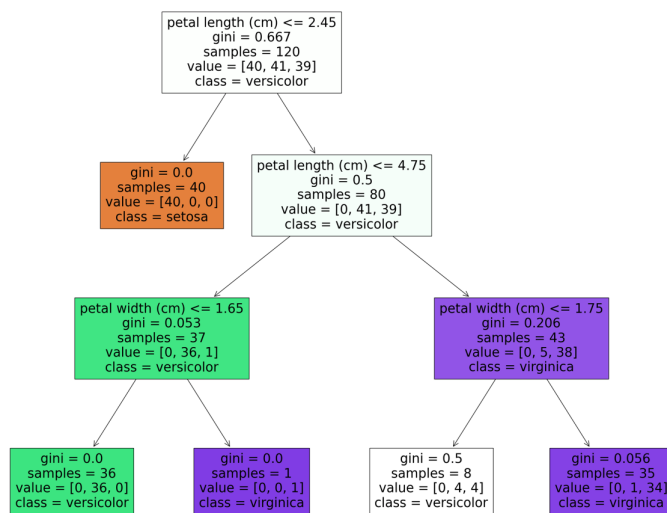 petal length (cm) <= 2.45
gini = 0.667
samples = 120
value = [40, 41, 39]
class = versicolor
gini = 0.0
samples = 40
value = [40, 0, 0]
class = setosa
petal length (cm) <= 4.75
gini = 0.5
samples = 80
value = [0, 41, 39]
class = versicolor
petal width (cm) <= 1.65
gini = 0.053
samples = 37
value = [0, 36, 1]
class = versicolor
petal width (cm) <= 1.75
gini = 0.206
samples = 43
value = [0, 5, 38]
class = virginica
gini = 0.0
samples = 36
value = [0, 36, 0]
class = versicolor
gini = 0.0
samples = 1
value = [0, 0, 1]
class = virginica
gini = 0.5
samples = 8
value = [0, 4, 4]
class = versicolor
gini = 0.056
samples = 35
value = [0, 1, 34]
class = virginica